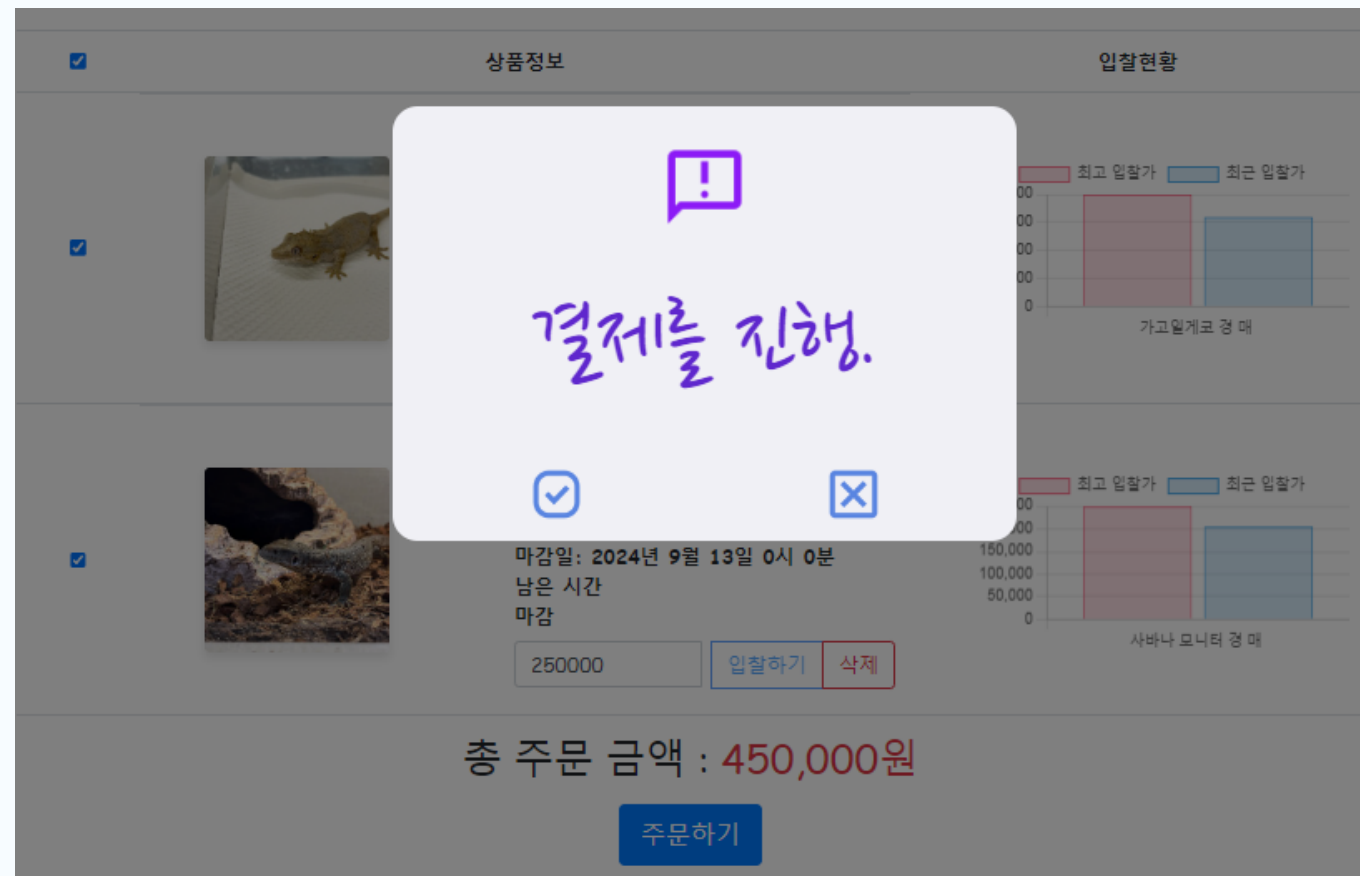 상품정보
입찰현황
결제를 진행.
최고 입찰가 최근 입찰가
0
가고일게코 경 매
마감일: 2024년 9월 13일 0시 0분
남은 시간
마감
250000 입찰하기 삭제
최고 입찰가 최근 입찰가
150,000
100,000
50,000
0
사바나 모니터 경 매
총 주문 금액 : 450,000원
주문하기